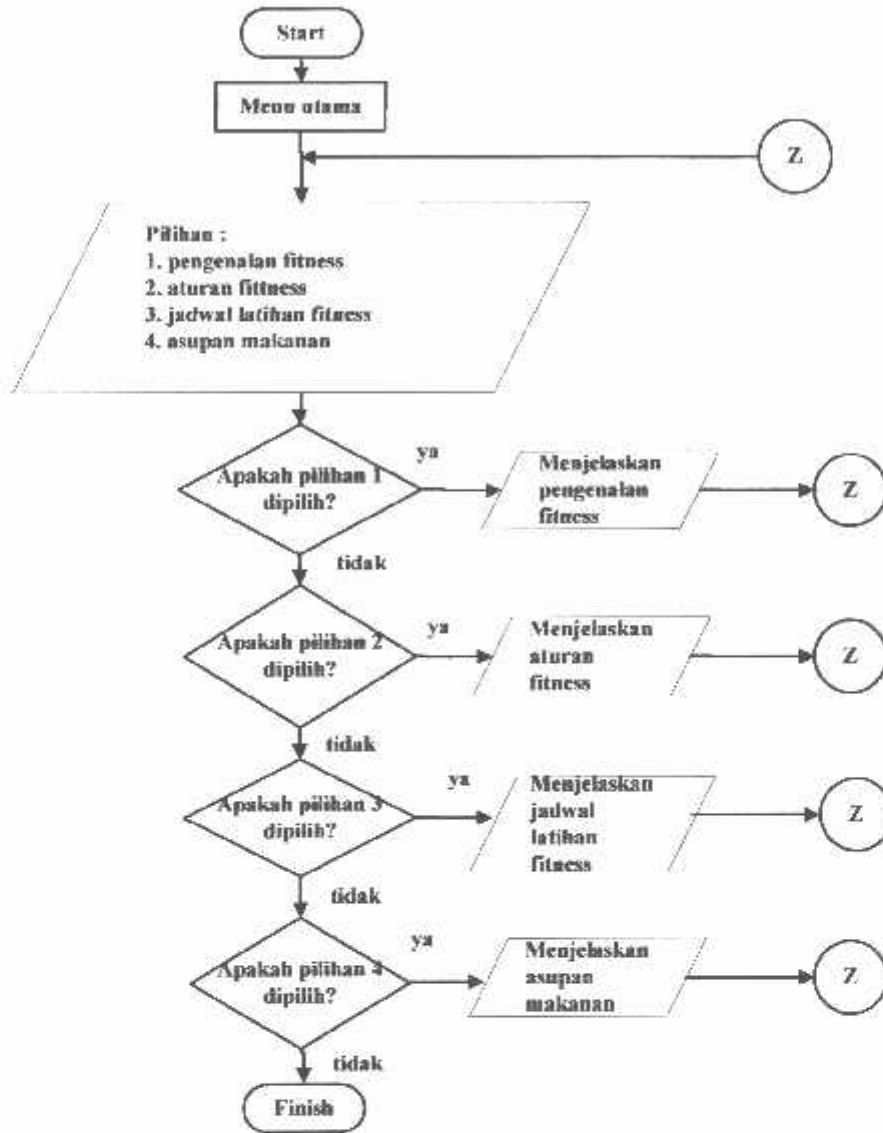 Start
Menu utama
Z
Pilihan :
1. pengenalan fitness
2. aturan fittness
3. jadwal latihan fitness
4. asupan makanan
Apakah pilihan 1
dipilih?
ya
Menjelaskan
pengenalan
fitness
Z
tidak
Apakah pilihan 2
dipilih?
ya
Menjelaskan
aturan
fitness
Z
tidak
Apakah pilihan 3
dipilih?
ya
Menjelaskan
jadwal
latihan
fitness
Z
tidak
Apakah pilihan 4
dipilih?
ya
Menjelaskan
asupan
makanan
Z
tidak
Finish